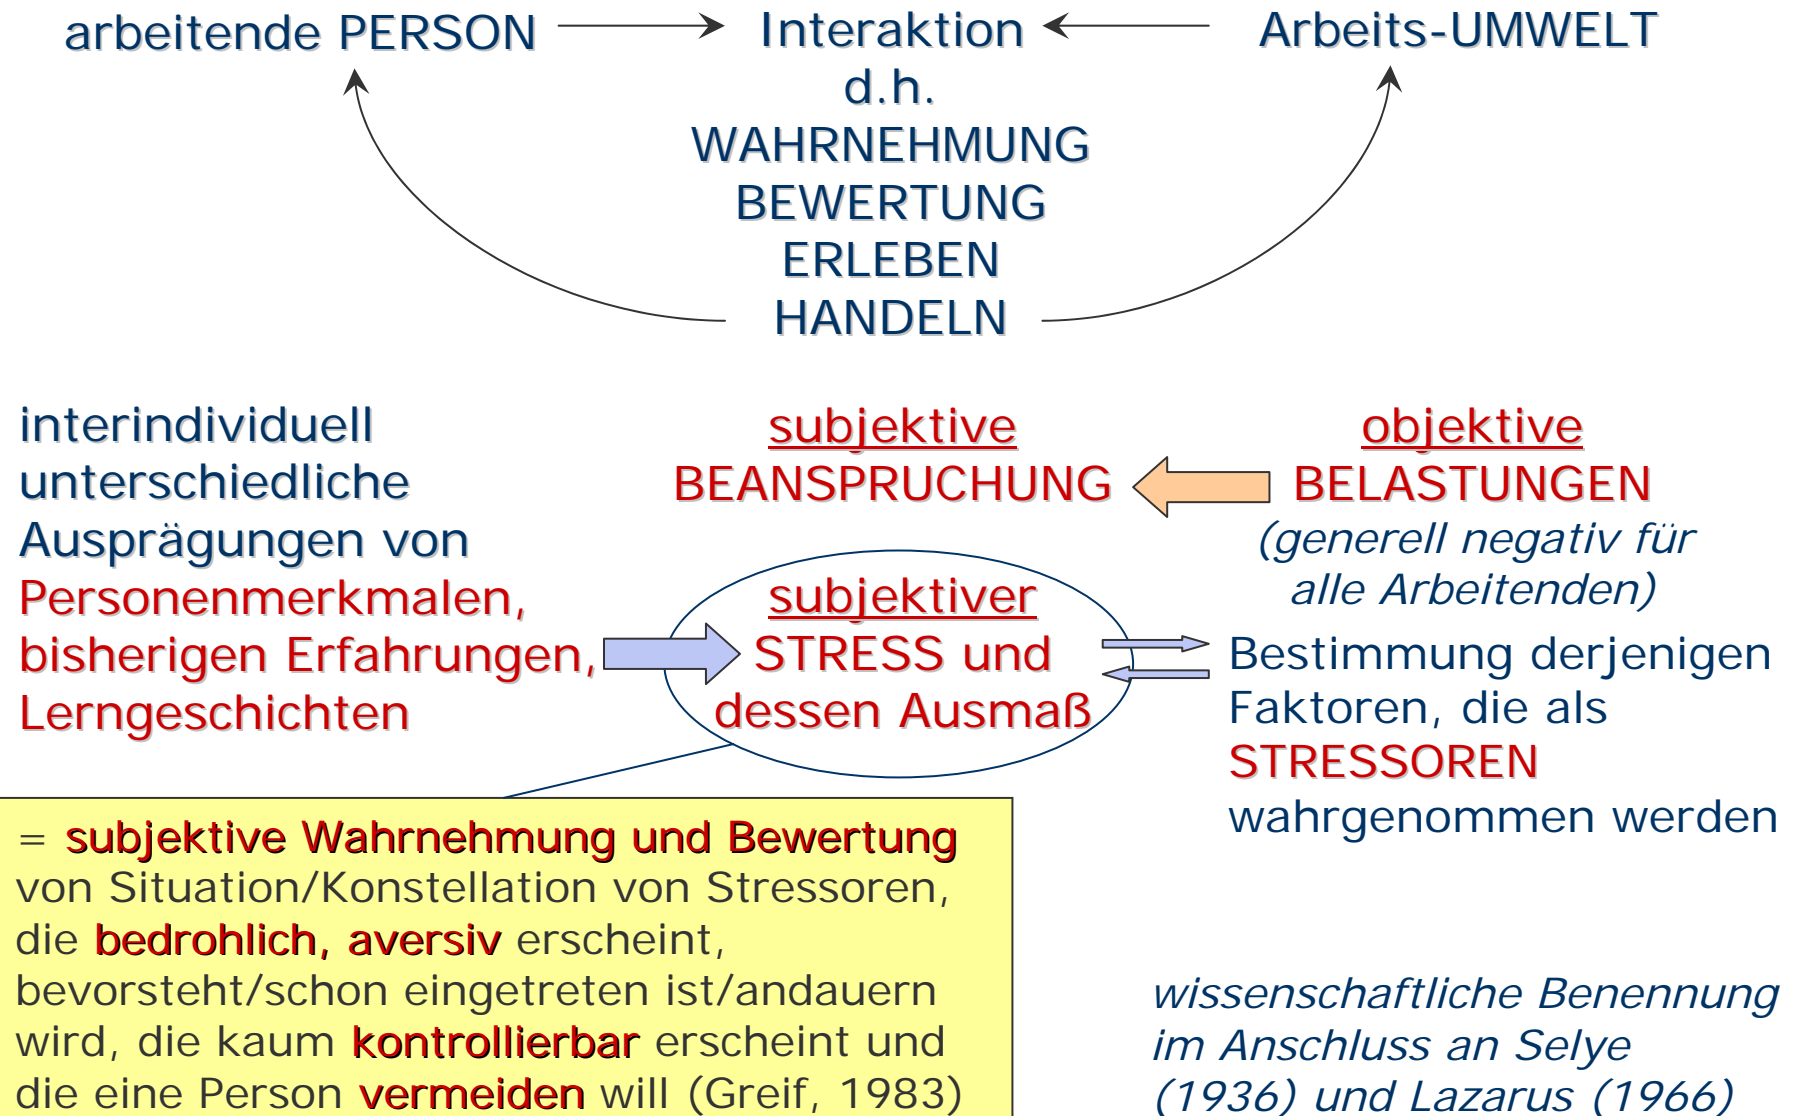 arbeitende PERSON
Interaktion
d.h.
WAHRNEHMUNG
BEWERTUNG
ERLEBEN
HANDELN
Arbeits-UMWELT
interindividuell
unterschiedliche
Ausprägungen von
Personenmerkmalen,
bisherigen Erfahrungen,
Lerngeschichten
subjektive
BEANSPRUCHUNG
subjektiver
STRESS und
dessen Ausmaß
objektive
BELASTUNGEN
(generell negativ für
alle Arbeitenden)
Bestimmung derjenigen
Faktoren, die als
STRESSOREN
wahrgenommen werden
= subjektive Wahrnehmung und Bewertung
von Situation/Konstellation von Stressoren,
die bedrohlich, aversiv erscheint,
bevorsteht/schon eingetreten ist/andauern
wird, die kaum kontrollierbar erscheint und
die eine Person vermeiden will (Greif, 1983)
wissenschaftliche Benennung
im Anschluss an Selye
(1936) und Lazarus (1966)